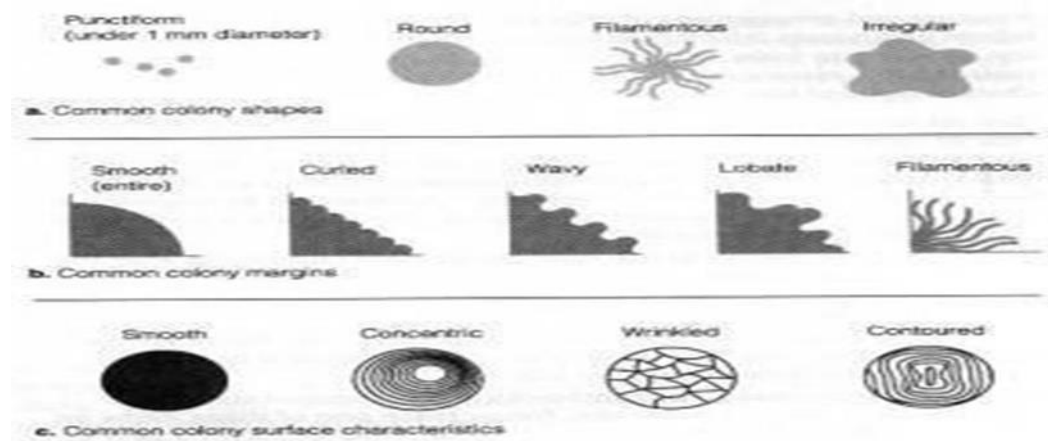 Punctiform
(under 1 mm diameter)
Round
Filamentous
Irregular
a. Common colony shapes
Smooth
(entire)
Curled
Wavy
Lobate
Filamentous
b. Common colony margins
Smooth
Concentric
Wrinkled
Contoured
c. Common colony surface characteristics